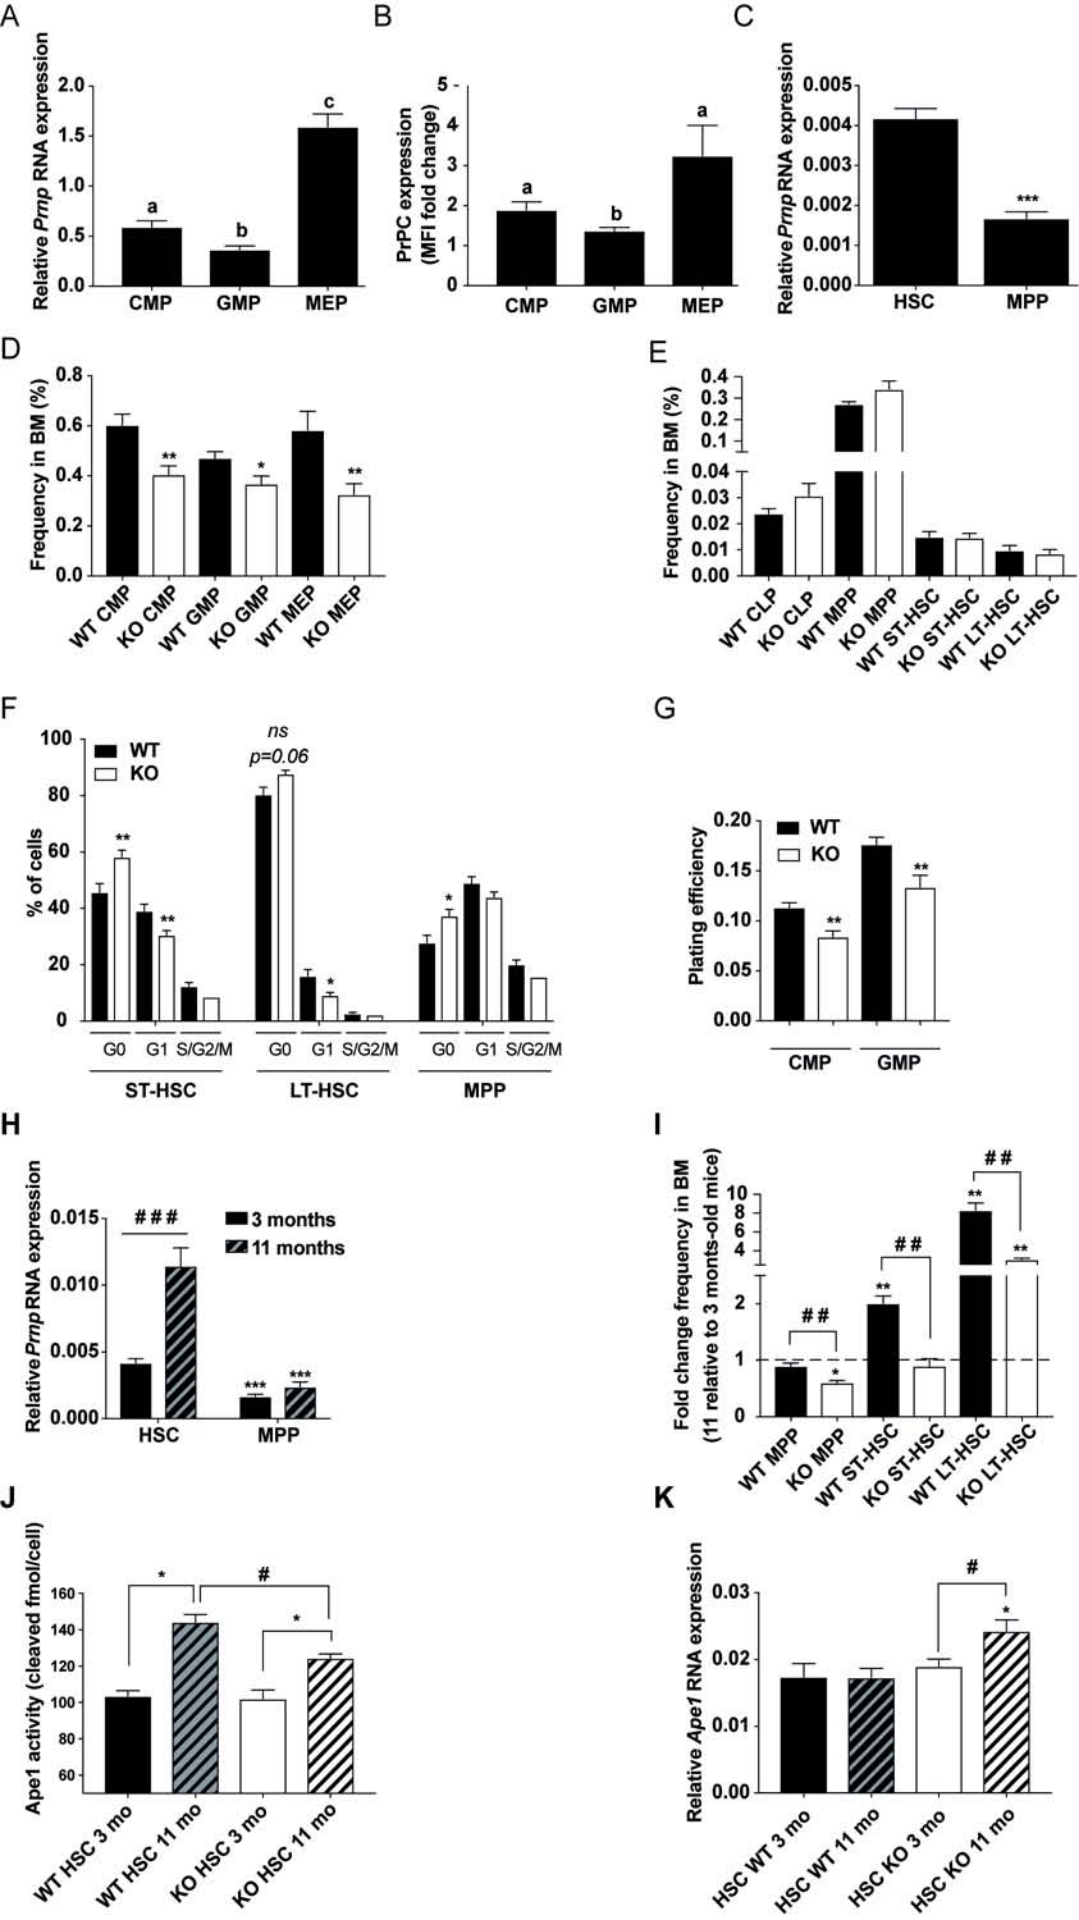 A
Relative Prnp RNA expression
2.0
1.5
1.0
0.5
0.0
a
b
c
CMP
GMP
MEP
B
PrPC expression
(MFI fold change)
5
4
3
2
1
0
a
b
a
CMP
GMP
MEP
C
Relative Prnp RNA expression
0.005
0.004
0.003
0.002
0.001
0.000
***
HSC
MPP
D
Frequency in BM (%)
0.8
0.6
0.4
0.2
0.0
**
*
**
WT CMP
KO CMP
WT GMP
KO GMP
WT MEP
KO MEP
E
Frequency in BM (%)
0.4
0.3
0.2
0.1
0.04
0.03
0.02
0.01
0.00
WT CLP
KO CLP
WT MPP
KO MPP
WT ST-HSC
KO ST-HSC
WT LT-HSC
KO LT-HSC
F
% of cells
100
80
60
40
20
0
WT
KO
ns
p=0.06
**
**
*
*
G0
G1
S/G2/M
G0
G1
S/G2/M
G0
G1
S/G2/M
ST-HSC
LT-HSC
MPP
G
Plating efficiency
0.20
0.15
0.10
0.05
0.00
WT
KO
**
**
CMP
GMP
H
Relative Prnp RNA expression
0.015
0.010
0.005
0.000
# # #
3 months
11 months
***
***
HSC
MPP
I
Fold change frequency in BM
(11 relative to 3 monts-old mice)
10
8
6
4
2
1
0
# #
# #
# #
*
**
**
**
WT MPP
KO MPP
WT ST-HSC
KO ST-HSC
WT LT-HSC
KO LT-HSC
J
Ape1 activity (cleaved fmol/cell)
160
140
120
100
80
60
*
#
*
WT HSC 3 mo
WT HSC 11 mo
KO HSC 3 mo
KO HSC 11 mo
K
Relative Ape1 RNA expression
0.03
0.02
0.01
0.00
#
*
HSC WT 3 mo
HSC WT 11 mo
HSC KO 3 mo
HSC KO 11 mo